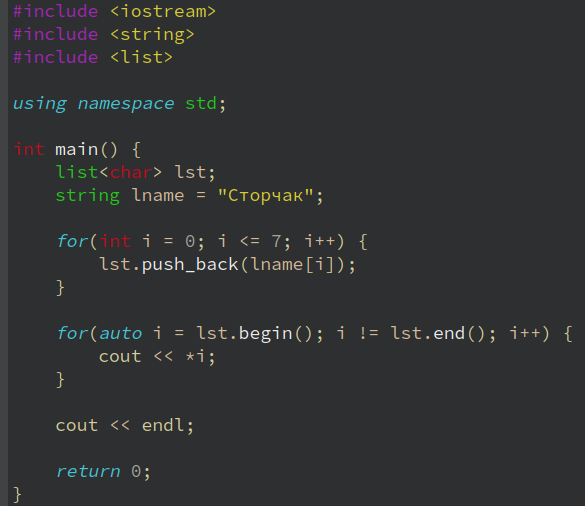 #include <iostream>
#include <string>
#include <list>
using namespace std;
int main() {
list<char> lst;
string lname = "Сторчак";
for(int i = 0; i <= 7; i++) {
lst.push_back(lname[i]);
}
for(auto i = lst.begin(); i != lst.end(); i++) {
cout << *i;
}
cout << endl;
return 0;
}